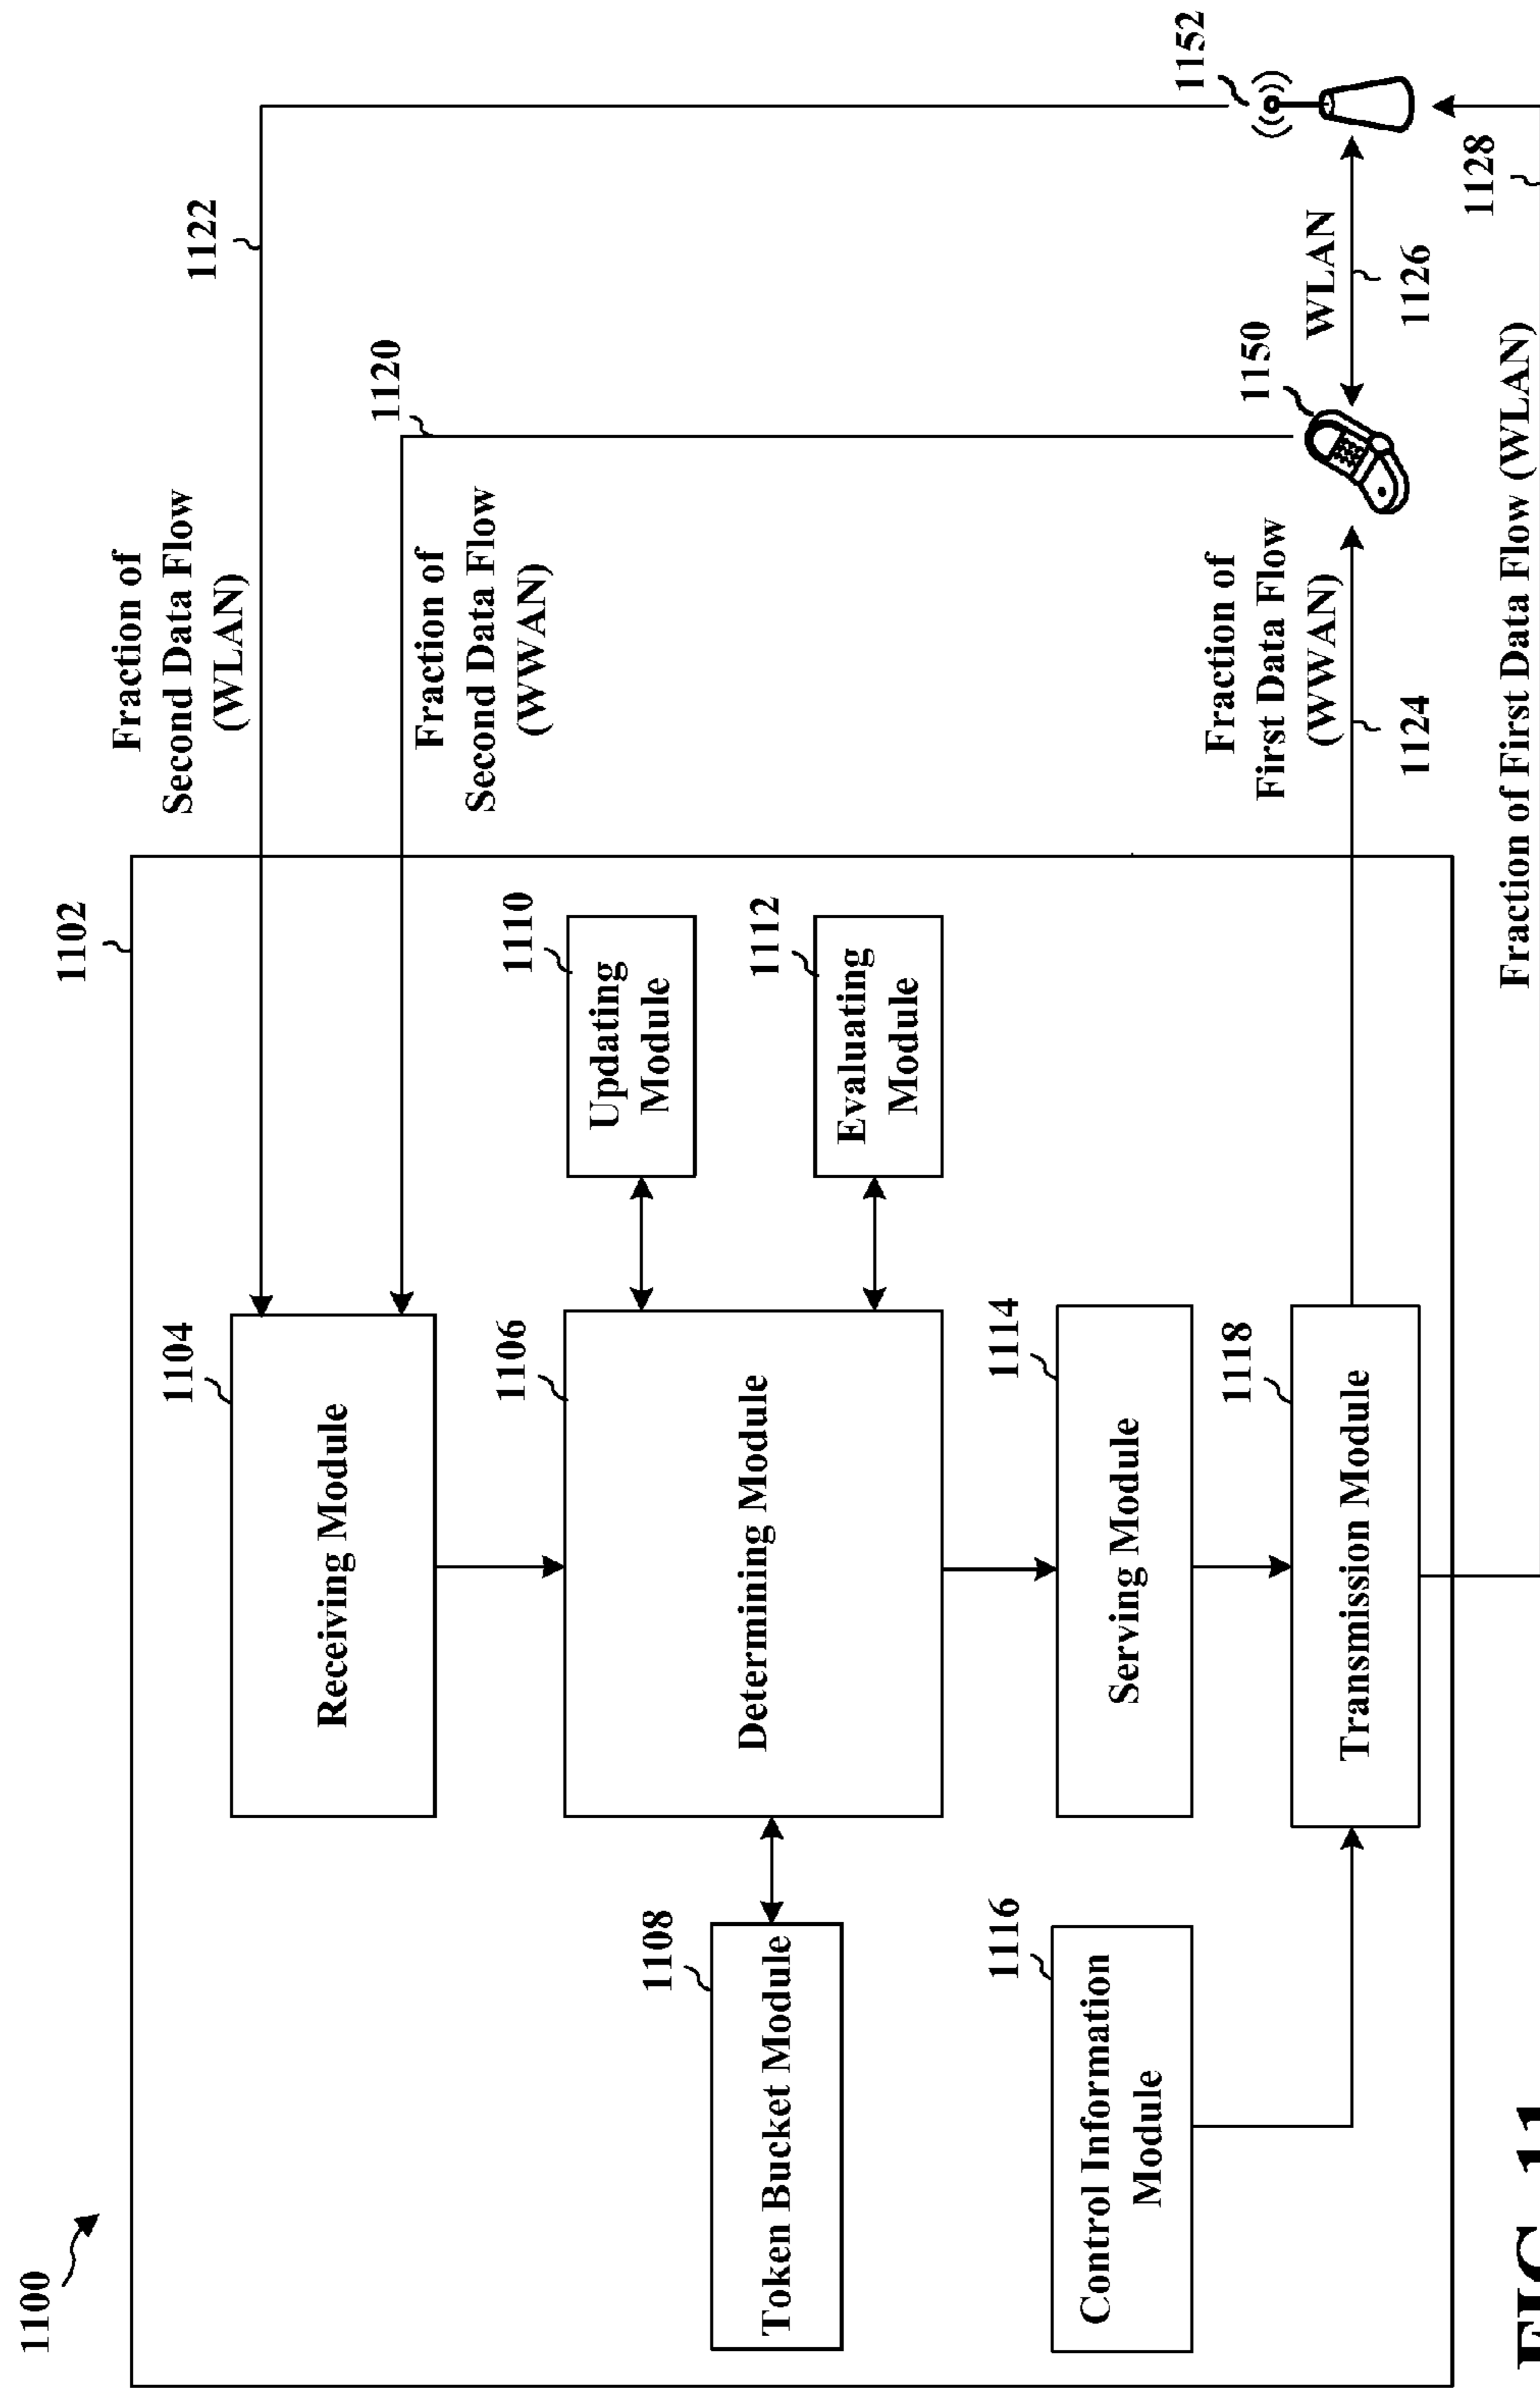 1100
1102
1104
Receiving Module
1106
Determining Module
1108
Token Bucket Module
1110
Updating
Module
1112
Evaluating
Module
1114
Serving Module
1116
Control Information
Module
1118
Transmission Module
Fraction of
Second Data Flow
(WLAN)
1122
Fraction of
Second Data Flow
(WWAN)
1120
Fraction of
First Data Flow
(WWAN)
1124
1150
WLAN
1126
1152
1128
Fraction of First Data Flow (WLAN)
FIG. 11